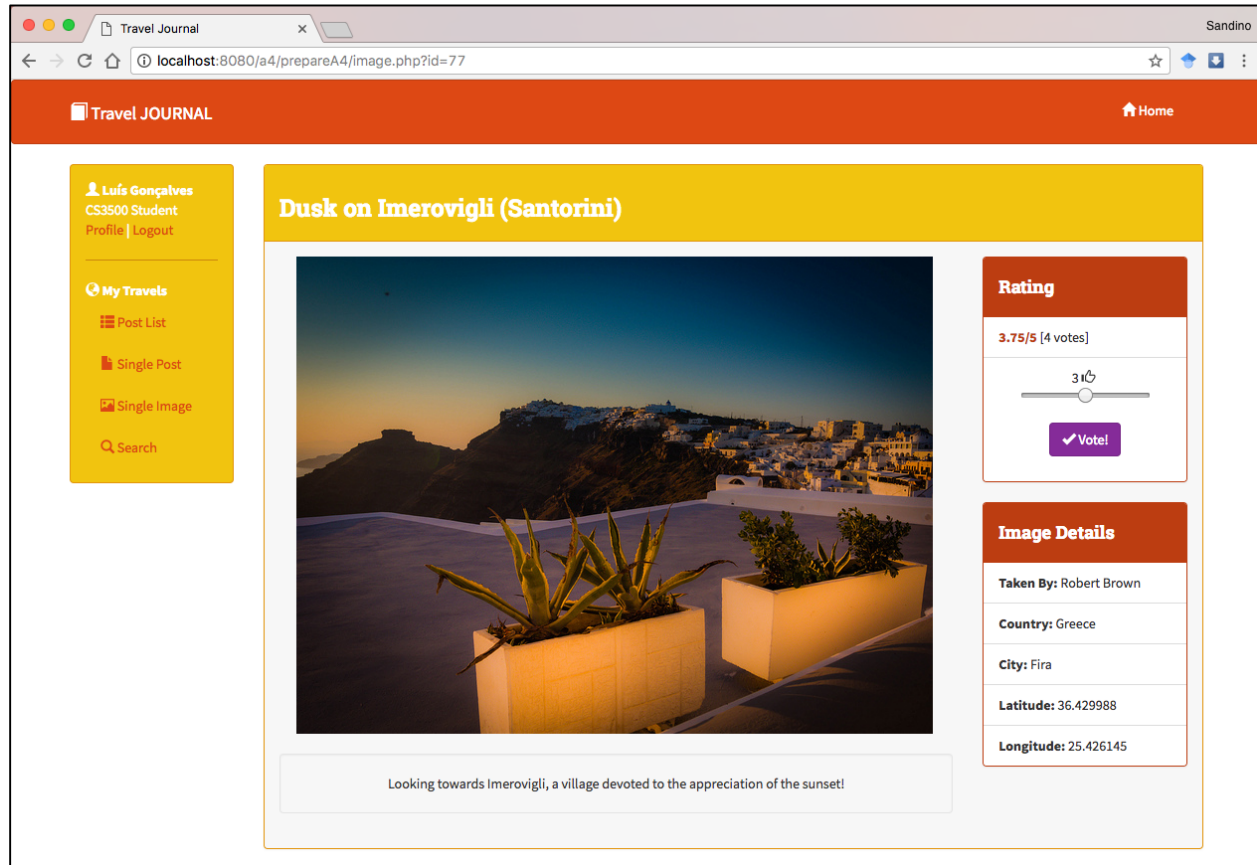 Travel Journal
Sandino
localhost:8080/a4/prepareA4/image.php?id=77
Travel JOURNAL
Home
Luís Gonçalves
CS3500 Student
Profile | Logout
My Travels
Post List
Single Post
Single Image
Search
Dusk on Imerovigli (Santorini)
Looking towards Imerovigli, a village devoted to the appreciation of the sunset!
Rating
3.75/5 [4 votes]
3
Vote!
Image Details
Taken By: Robert Brown
Country: Greece
City: Fira
Latitude: 36.429988
Longitude: 25.426145